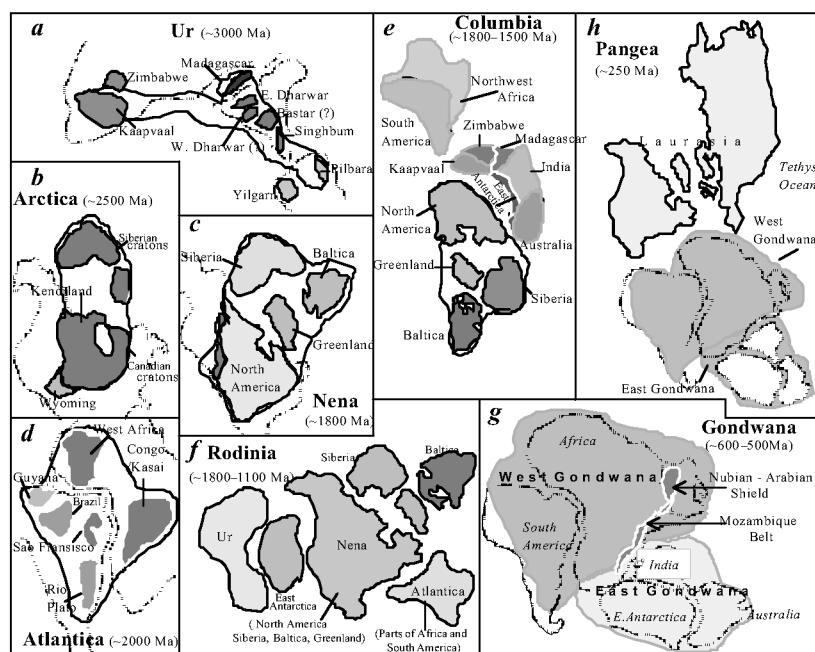 a
Ur (~3000 Ma)
Madagascar
Zimbabwe
E. Dharwar
Bastar (?)
Kaapvaal
Singhbum
W. Dharwar (?)
Pilbara
Yilgarn
b
Arctica (~2500 Ma)
Siberian
cratons
Kenorland
Canadian
cratons
Wyoming
c
Siberia
Baltica
Greenland
North
America
Nena
(~1800 Ma)
d
West Africa
Congo
/Kasai
Guyana
Brazil
Sao Fransisco
Rio
Plato
Atlantica (~2000 Ma)
e
Columbia
(~1800–1500 Ma)
Northwest
Africa
South
America
Zimbabwe
Madagascar
Kaapvaal
India
East
Antarctica
North
America
Australia
Greenland
Siberia
Baltica
f Rodinia
(~1800–1100 Ma)
Siberia
Baltica
Ur
Nena
East
Antarctica
Atlantica
( North America
Siberia, Baltica, Greenland)
(Parts of Africa and
South America)
h
Pangea
(~250 Ma)
Laurasia
Tethys
Ocean
West
Gondwana
East Gondwana
g
Gondwana
(~600–500Ma)
Africa
West Gondwana
Nubian - Arabian
Shield
South
America
Mozambique
Belt
India
East Gondwana
E.Antarctica
Australia